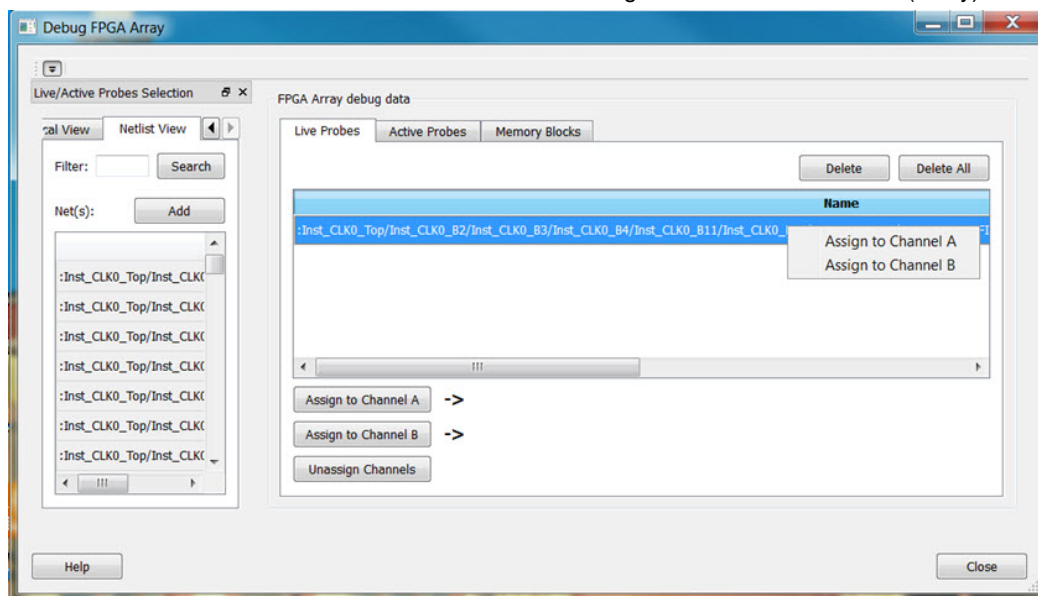 Debug FPGA Array
Live/Active Probes Selection
FPGA Array debug data
cal View Netlist View
Live Probes Active Probes Memory Blocks
Filter: Search
Delete Delete All
Net(s): Add
Name
:Inst_CLK0_Top/Inst_CLK0_B2/Inst_CLK0_B3/Inst_CLK0_B4/Inst_CLK0_B11/Inst_CLK0_
Assign to Channel A
Assign to Channel B
:Inst_CLK0_Top/Inst_CLK(
:Inst_CLK0_Top/Inst_CLK(
:Inst_CLK0_Top/Inst_CLK(
:Inst_CLK0_Top/Inst_CLK(
:Inst_CLK0_Top/Inst_CLK(
:Inst_CLK0_Top/Inst_CLK(
:Inst_CLK0_Top/Inst_CLK(
Assign to Channel A ->
Assign to Channel B ->
Unassign Channels
Help Close